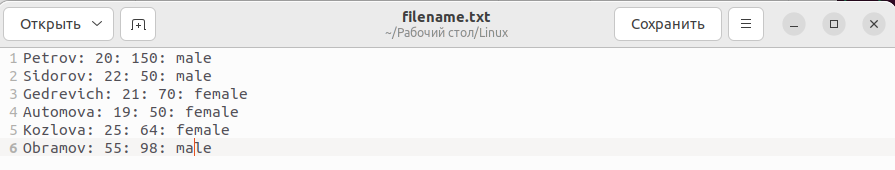 Открыть
filename.txt
~/Рабочий стол/Linux
Сохранить
1 Petrov: 20: 150: male
2 Sidorov: 22: 50: male
3 Gedrevich: 21: 70: female
4 Automova: 19: 50: female
5 Kozlova: 25: 64: female
6 Obramov: 55: 98: male